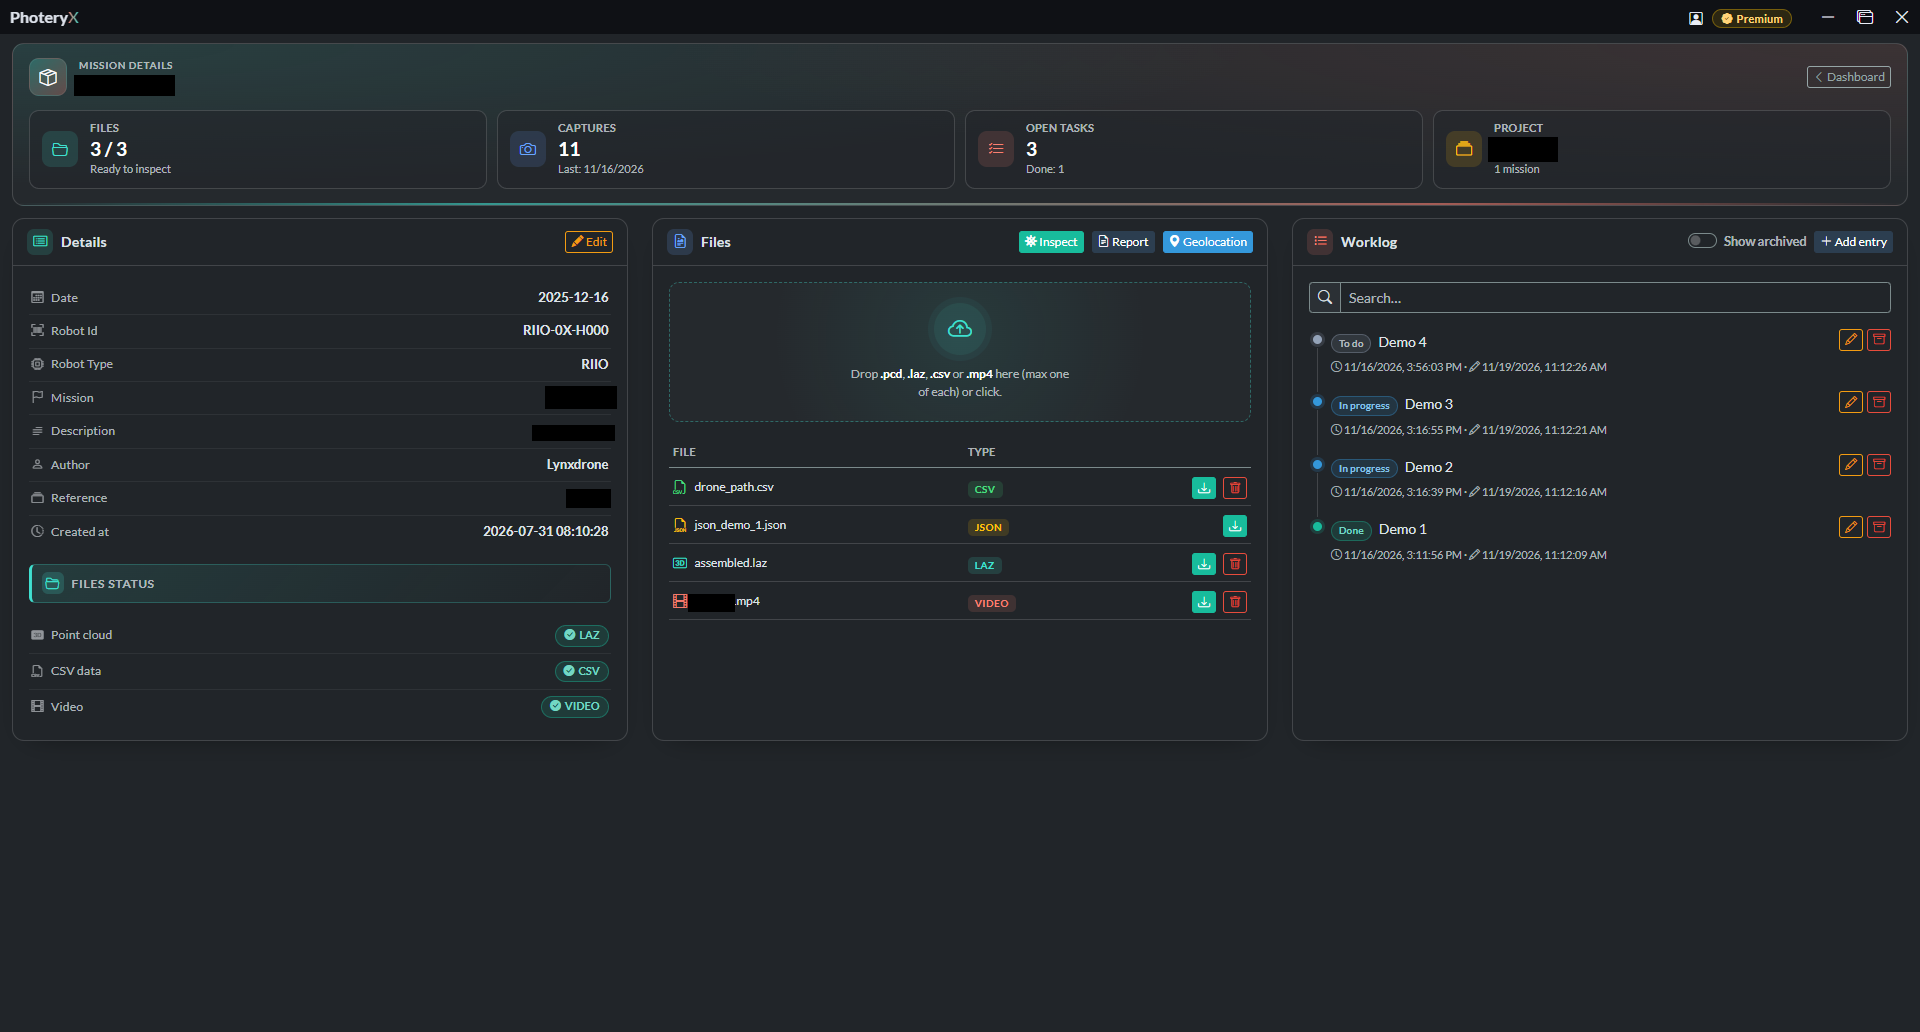 PhoteryX
Premium
MISSION DETAILS
Dashboard
FILES
3 / 3
Ready to inspect
CAPTURES
11
Last: 11/16/2026
OPEN TASKS
3
Done: 1
PROJECT
1 mission
Details
Edit
Date
2025-12-16
Robot Id
RIIO-0X-H000
Robot Type
RIIO
Mission
Description
Author
Lynxdrone
Reference
Created at
2026-07-31 08:10:28
FILES STATUS
Point cloud
LAZ
CSV data
CSV
Video
VIDEO
Files
Inspect
Report
Geolocation
Drop .pcd, .laz, .csv or .mp4 here (max one
of each) or click.
FILE TYPE
drone_path.csv CSV
json_demo_1.json JSON
assembled.laz LAZ
.mp4 VIDEO
Worklog
Show archived
+ Add entry
Search...
To do Demo 4
11/16/2026, 3:56:03 PM • 11/19/2026, 11:12:26 AM
In progress Demo 3
11/16/2026, 3:16:55 PM • 11/19/2026, 11:12:21 AM
In progress Demo 2
11/16/2026, 3:16:39 PM • 11/19/2026, 11:12:16 AM
Done Demo 1
11/16/2026, 3:11:56 PM • 11/19/2026, 11:12:09 AM